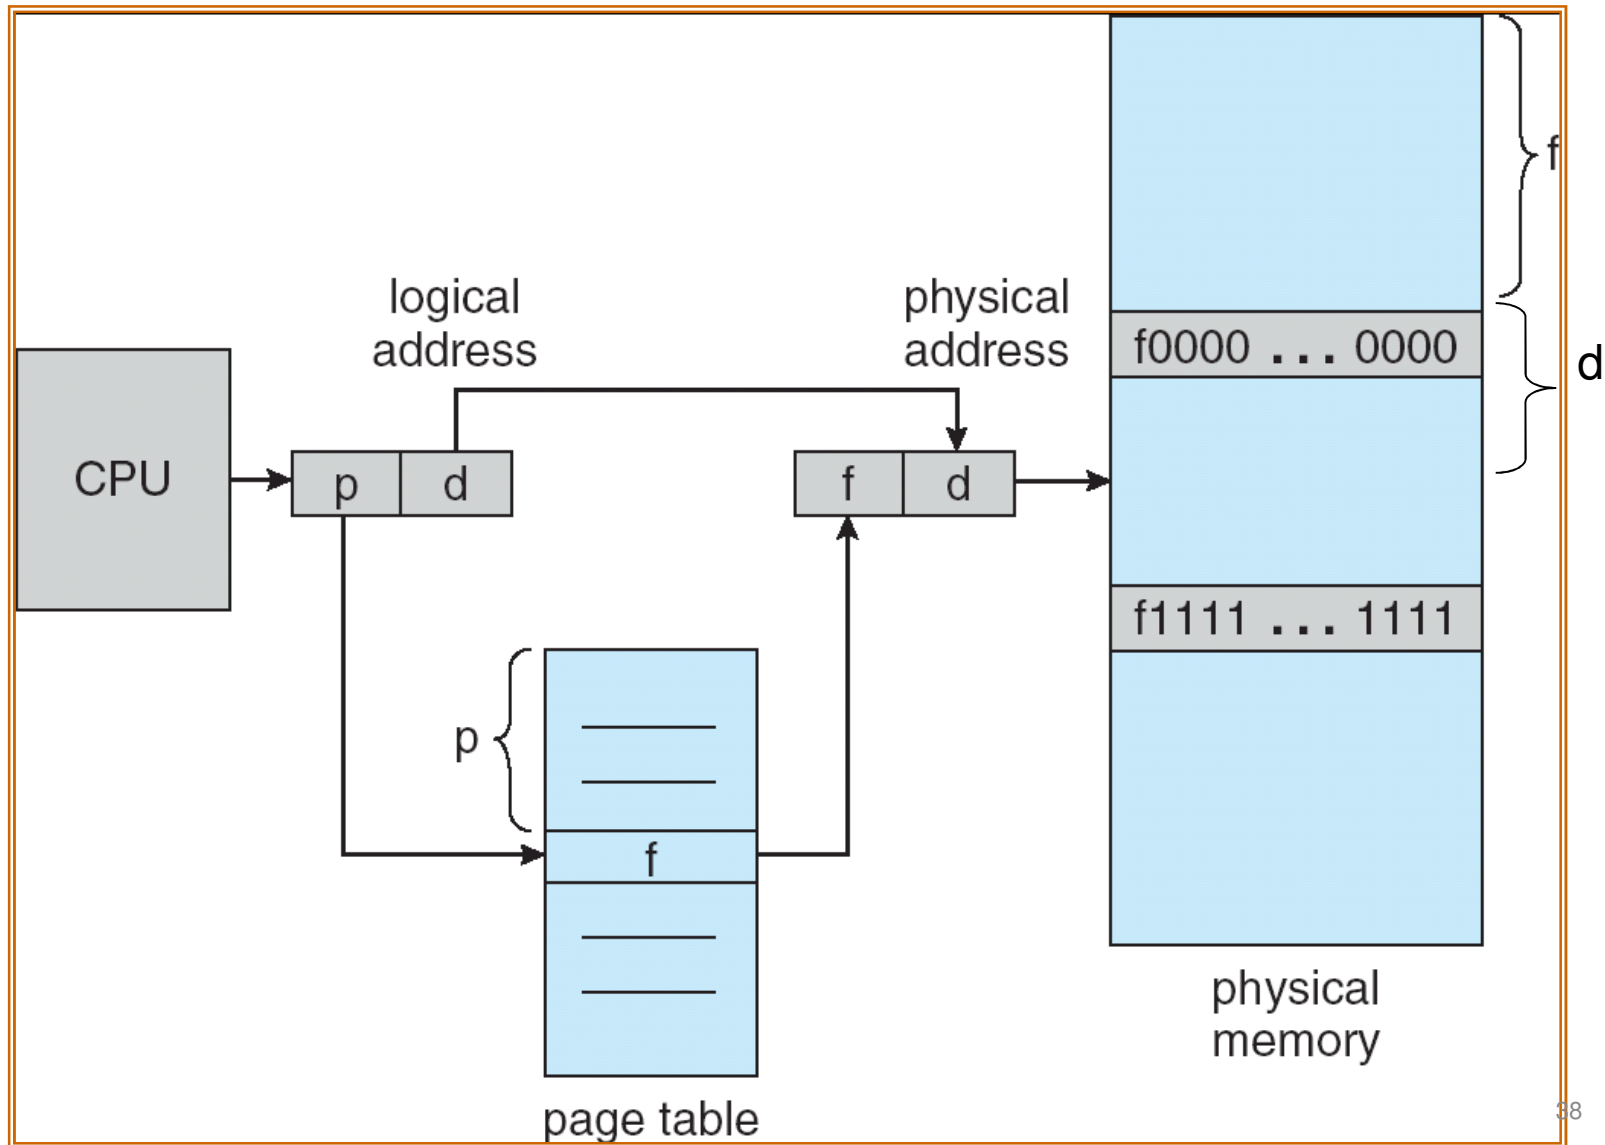 f
logical
address
physical
address
f0000 ... 0000
d
CPU
p
d
f
d
f1111 ... 1111
p
f
physical
memory
page table
38